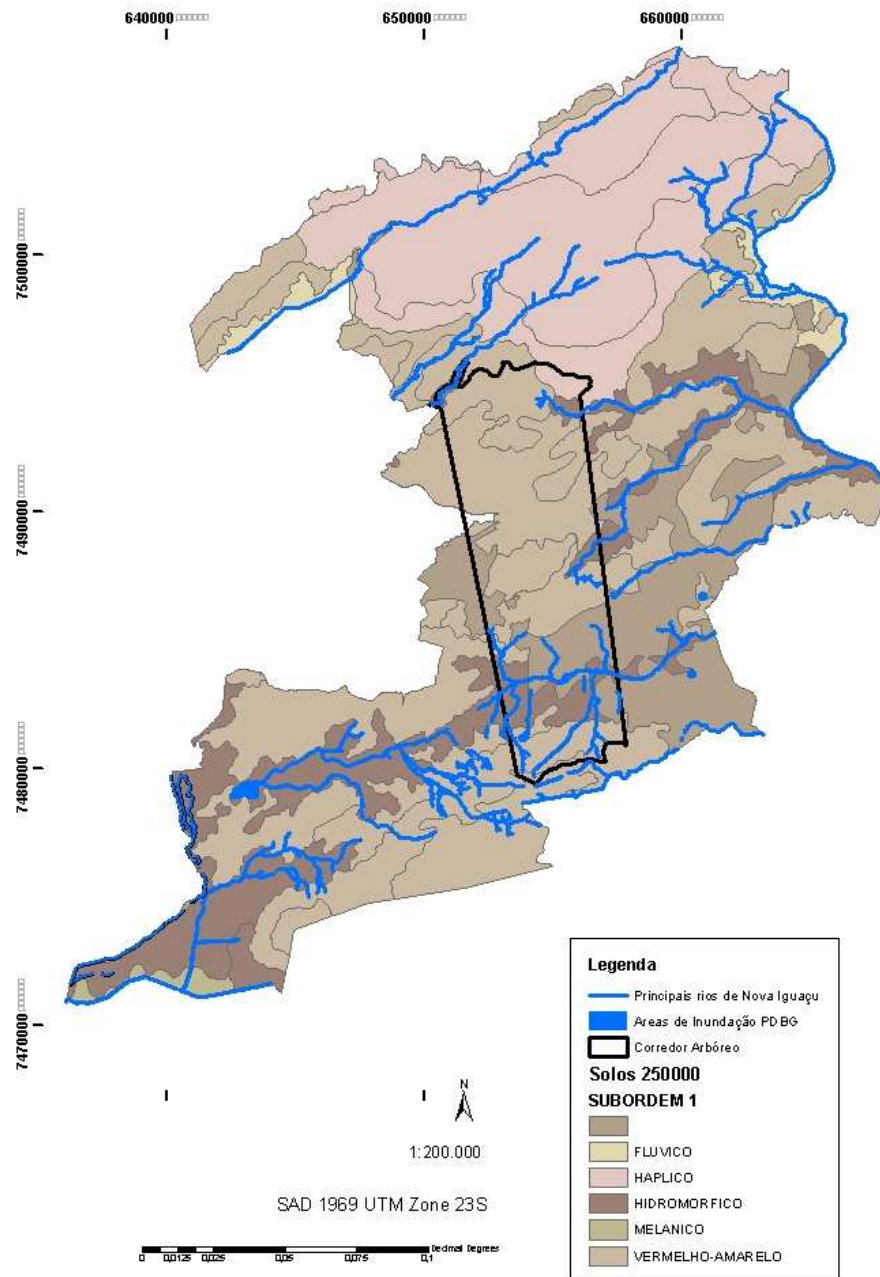 640000
650000
660000
7500000
7490000
7480000
7470000
N
1:200.000
SAD 1969 UTM Zone 23S
0 0,0125 0,025 0,05 0,075 0,1
Decimal Degrees
Legenda
Principais rios de Nova Iguaçu
Areas de Inundação PDBG
Corredor Arbóreo
Solos 250000
SUBORDEM 1
FLUVICO
HAPLICO
HIDROMORFICO
MELANICO
VERMELHO-AMARELO